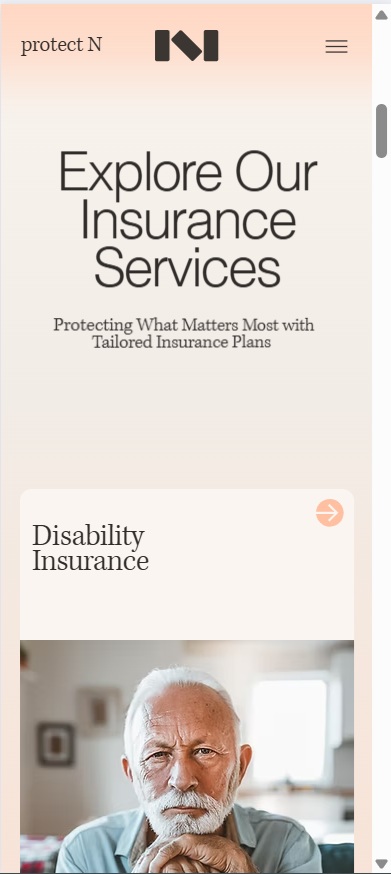 protect N
Explore Our
Insurance
Services
Protecting What Matters Most with
Tailored Insurance Plans
Disability
Insurance